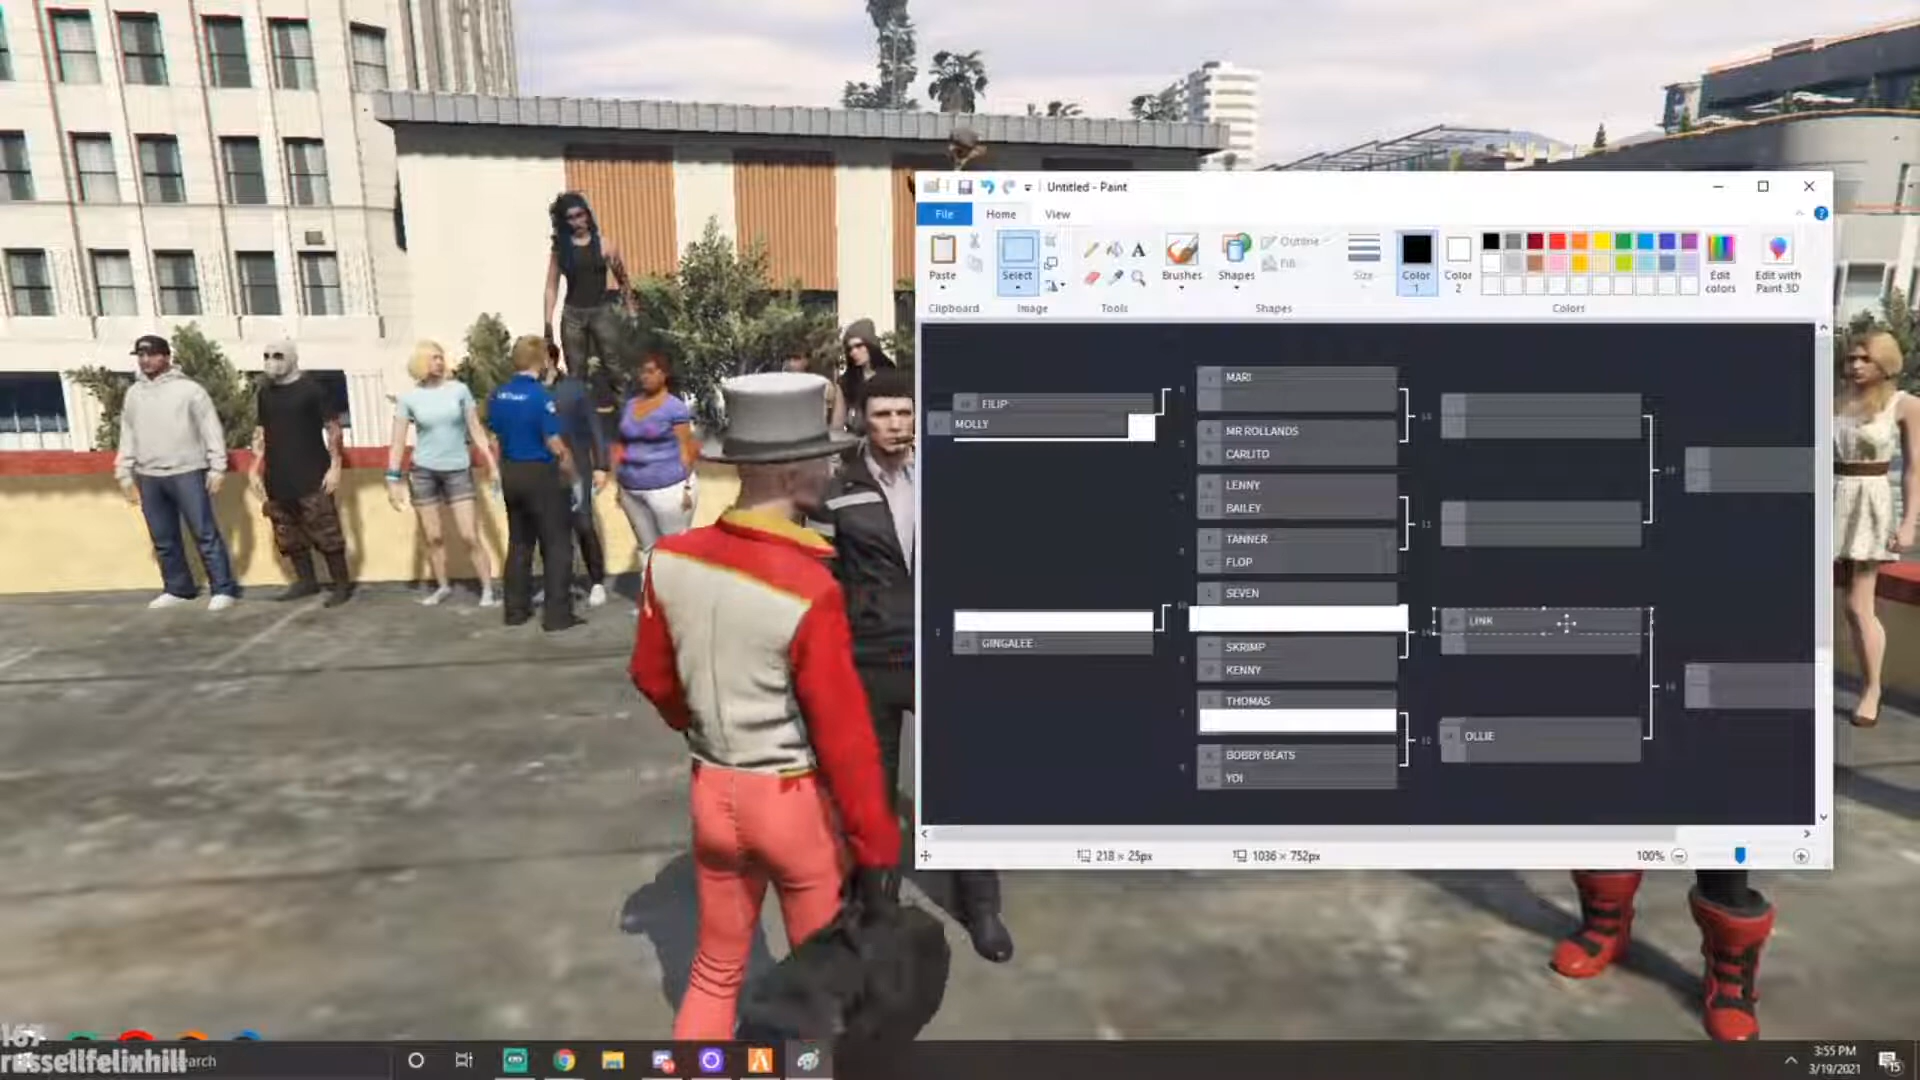 Untitled - Paint
File
Home
View
Paste
Select
Brushes
Shapes
Outline
Fill
Size
Color 1
Color 2
Edit colors
Edit with Paint 3D
Clipboard
Image
Tools
Shapes
Colors
FILIP
MOLLY
GINGALEE
MARI
MR ROLLANDS
CARLITO
LENNY
BAILEY
TANNER
FLOP
SEVEN
SKRIMP
KENNY
THOMAS
BOBBY BEATS
YOI
LINK
OLLIE
218 × 25px
1036 × 752px
100%
167
russellfelixhill
earch
3:55 PM
3/19/2021
15